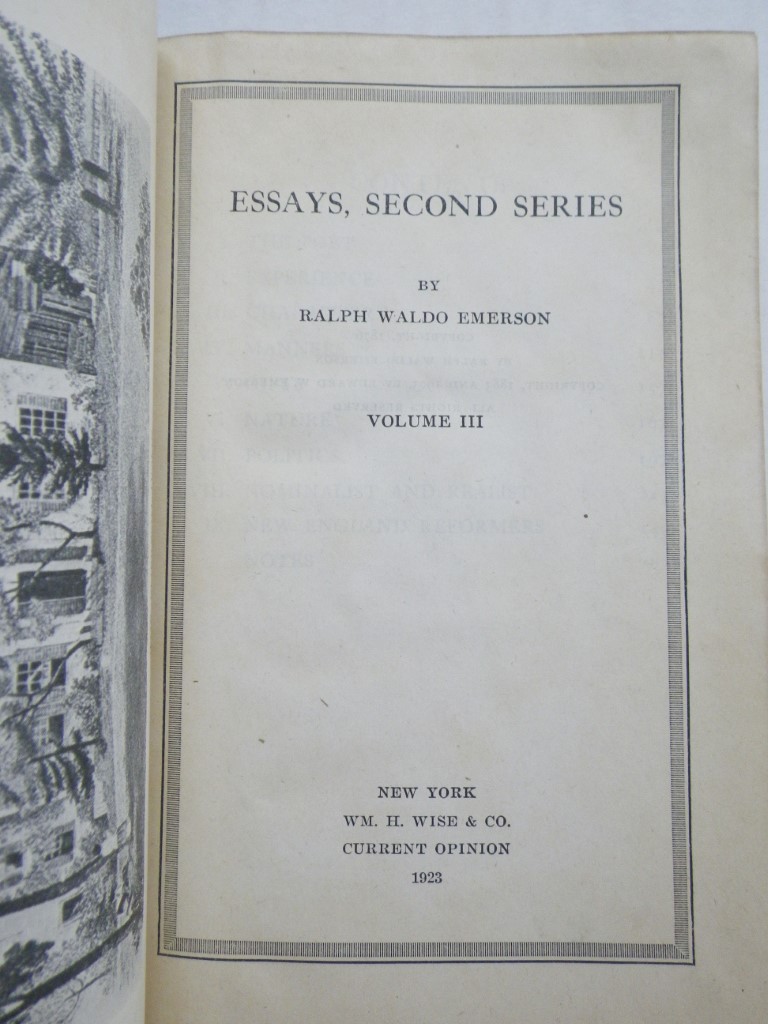 ESSAYS, SECOND SERIES
BY
RALPH WALDO EMERSON
VOLUME III
NEW YORK
WM. H. WISE & CO.
CURRENT OPINION
1923